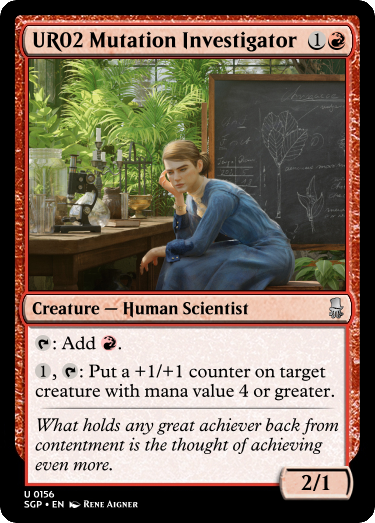 UR02 Mutation Investigator 1
Creature — Human Scientist
: Add .
1, : Put a +1/+1 counter on target
creature with mana value 4 or greater.
What holds any great achiever back from
contentment is the thought of achieving
even more.
2/1
U 0156
SGP • EN Rene Aigner